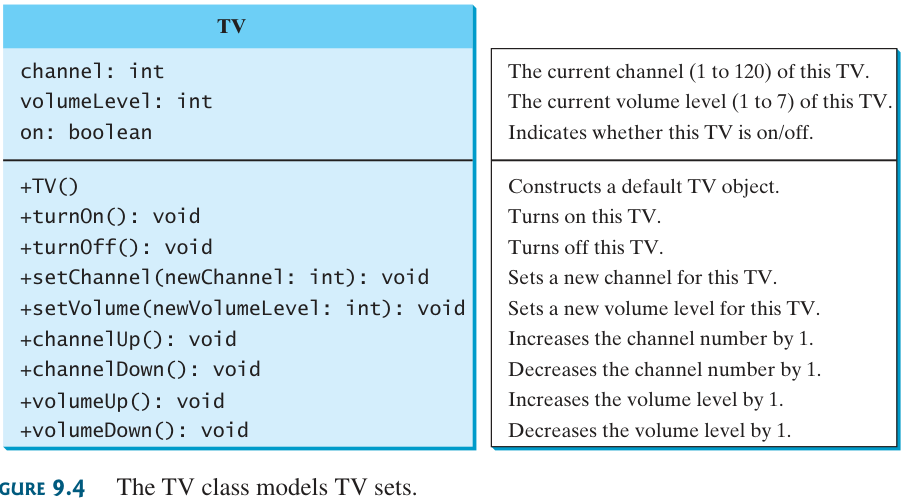 TV
channel: int
volumeLevel: int
on: boolean
The current channel (1 to 120) of this TV.
The current volume level (1 to 7) of this TV.
Indicates whether this TV is on/off.
+TV()
+turnOn(): void
+turnOff(): void
+setChannel(newChannel: int): void
+setVolume(newVolumeLevel: int): void
+channelUp(): void
+channelDown(): void
+volumeUp(): void
+volumeDown(): void
Constructs a default TV object.
Turns on this TV.
Turns off this TV.
Sets a new channel for this TV.
Sets a new volume level for this TV.
Increases the channel number by 1.
Decreases the channel number by 1.
Increases the volume level by 1.
Decreases the volume level by 1.
GURE 9.4 The TV class models TV sets.